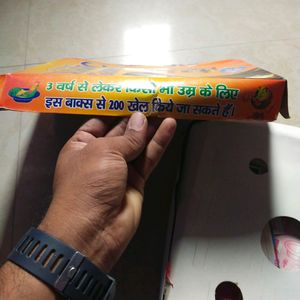 3 वर्ष से लेकर किसी भी उम्र के लिए
इस बाक्स से 200 खेल किये जा सकते हैं।